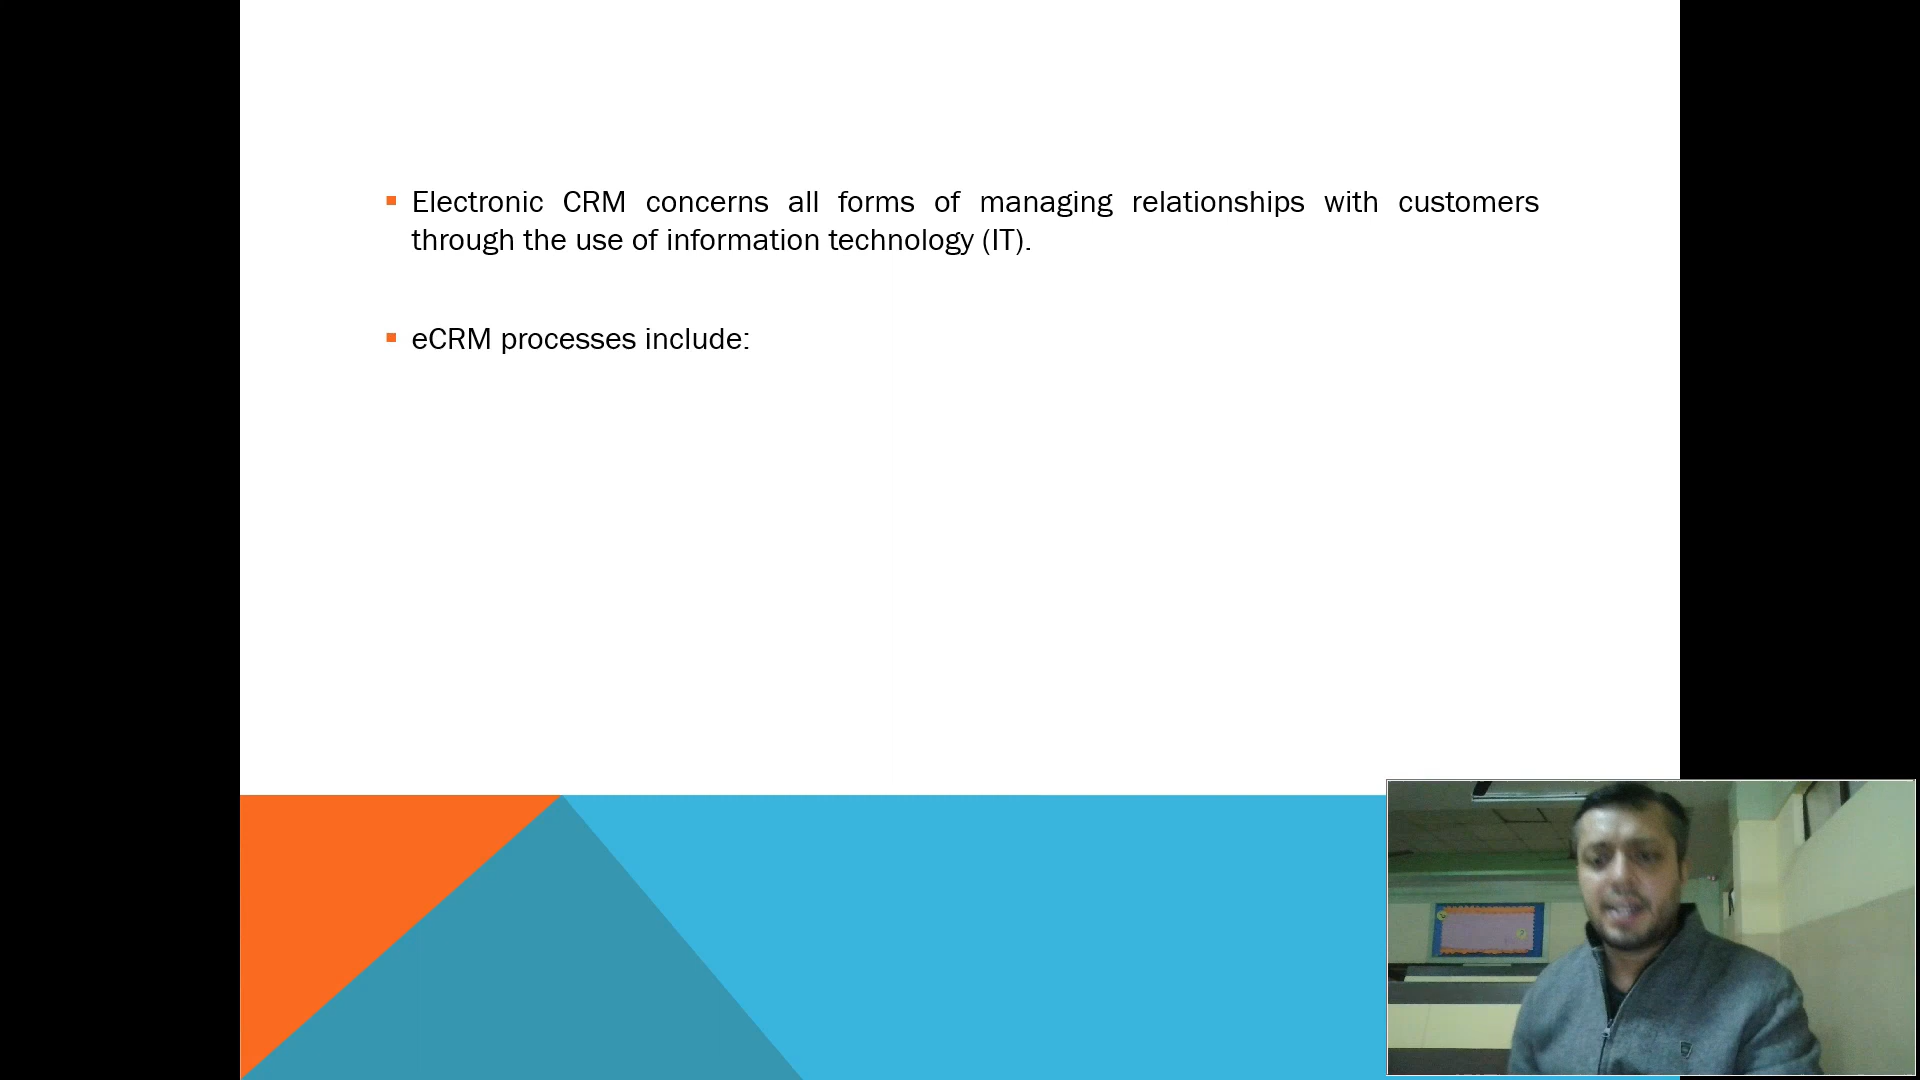 Electronic CRM concerns all forms of managing relationships with customers
through the use of information technology (IT).
eCRM processes include: